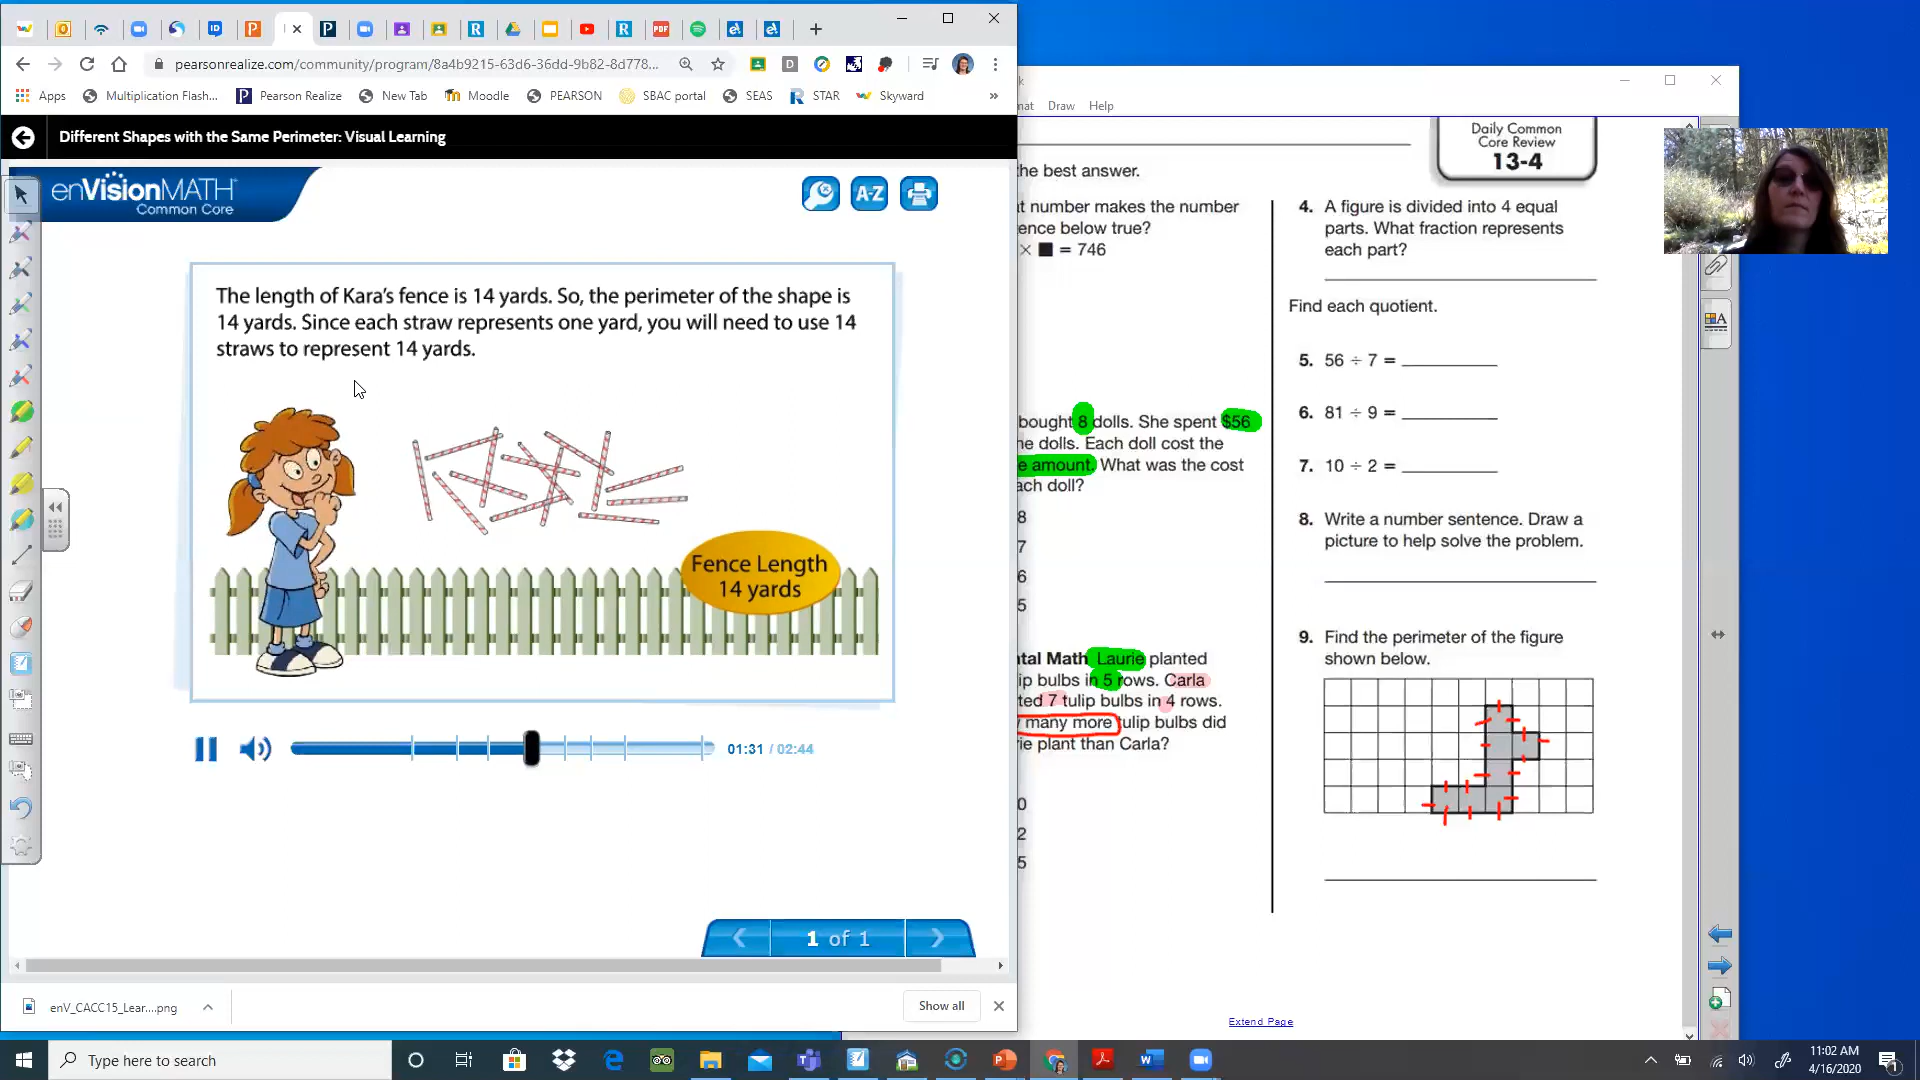 pearsonrealize.com/community/program/8a4b9215-63d6-36dd-9b82-8d778...
Apps
Multiplication Flash...
Pearson Realize
New Tab
Moodle
PEARSON
SBAC portal
SEAS
STAR
Skyward
»
Different Shapes with the Same Perimeter: Visual Learning
enVisionMATH
Common Core
A-Z
The length of Kara's fence is 14 yards. So, the perimeter of the shape is
14 yards. Since each straw represents one yard, you will need to use 14
straws to represent 14 yards.
Fence Length
14 yards
01:31 / 02:44
1 of 1
enV_CACC15_Lear....png
Show all
mat Draw Help
Daily Common
Core Review
13-4
the best answer.
t number makes the number
ence below true?
× ■ = 746
bought 8 dolls. She spent $56
he dolls. Each doll cost the
e amount. What was the cost
ach doll?
8
7
6
5
ntal Math Laurie planted
ip bulbs in 5 rows. Carla
ted 7 tulip bulbs in 4 rows.
many more tulip bulbs did
rie plant than Carla?
0
2
5
4. A figure is divided into 4 equal
parts. What fraction represents
each part?
Find each quotient.
5. 56 ÷ 7 =
6. 81 ÷ 9 =
7. 10 ÷ 2 =
8. Write a number sentence. Draw a
picture to help solve the problem.
9. Find the perimeter of the figure
shown below.
Extend Page
Type here to search
11:02 AM
4/16/2020